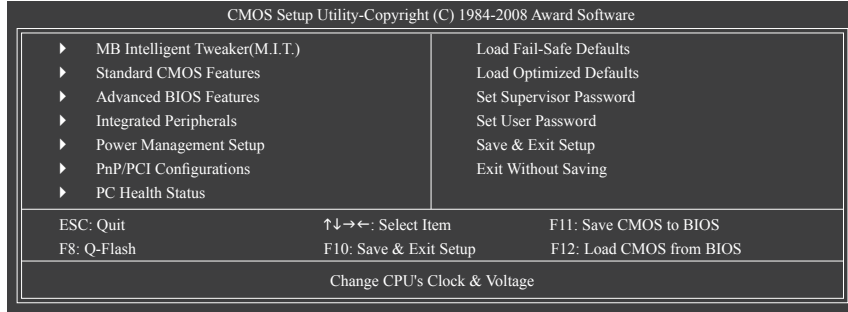 CMOS Setup Utility-Copyright (C) 1984-2008 Award Software
MB Intelligent Tweaker(M.I.T.)
Standard CMOS Features
Advanced BIOS Features
Integrated Peripherals
Power Management Setup
PnP/PCI Configurations
PC Health Status
Load Fail-Safe Defaults
Load Optimized Defaults
Set Supervisor Password
Set User Password
Save & Exit Setup
Exit Without Saving
ESC: Quit ↑↓→←: Select Item F11: Save CMOS to BIOS
F8: Q-Flash F10: Save & Exit Setup F12: Load CMOS from BIOS
Change CPU's Clock & Voltage